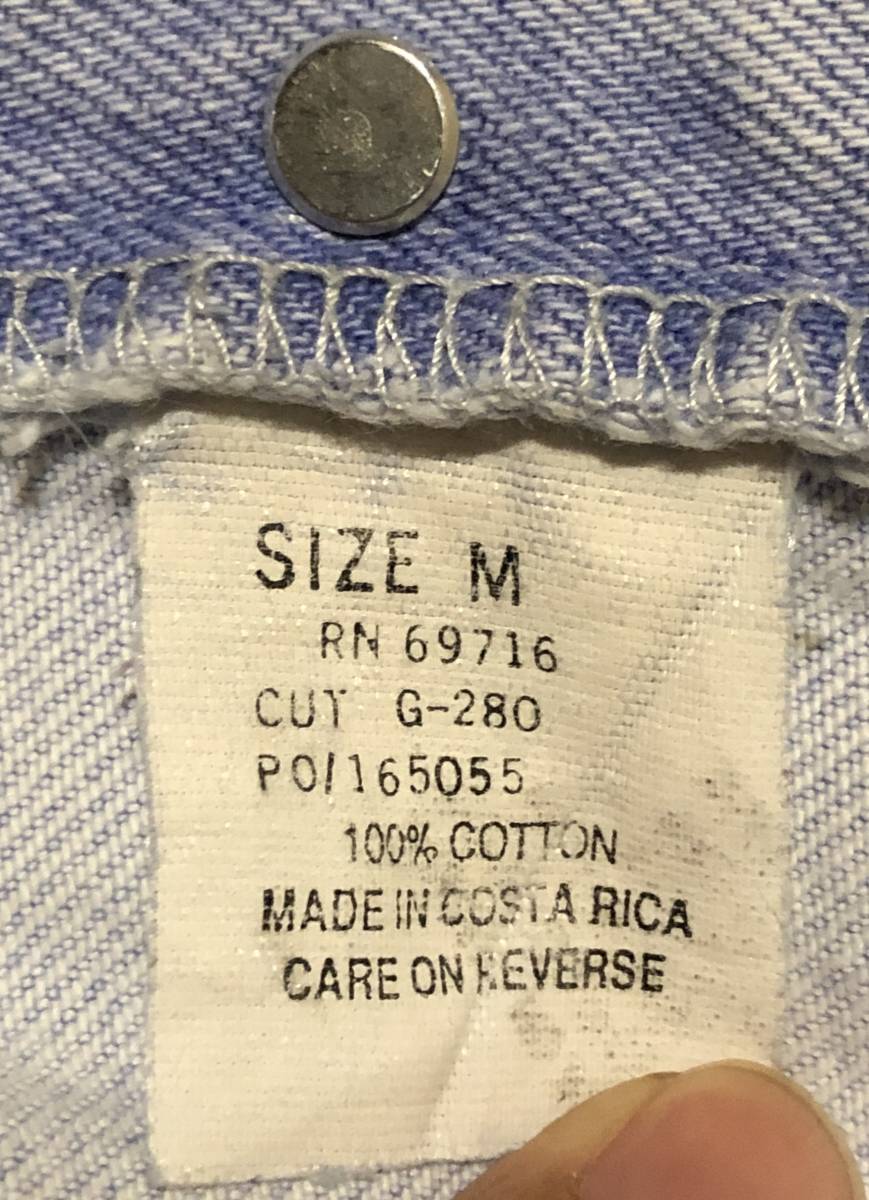 SIZE M
RN 69716
CUT G-280
PO/165055
100% COTTON
MADE IN COSTA RICA
CARE ON REVERSE